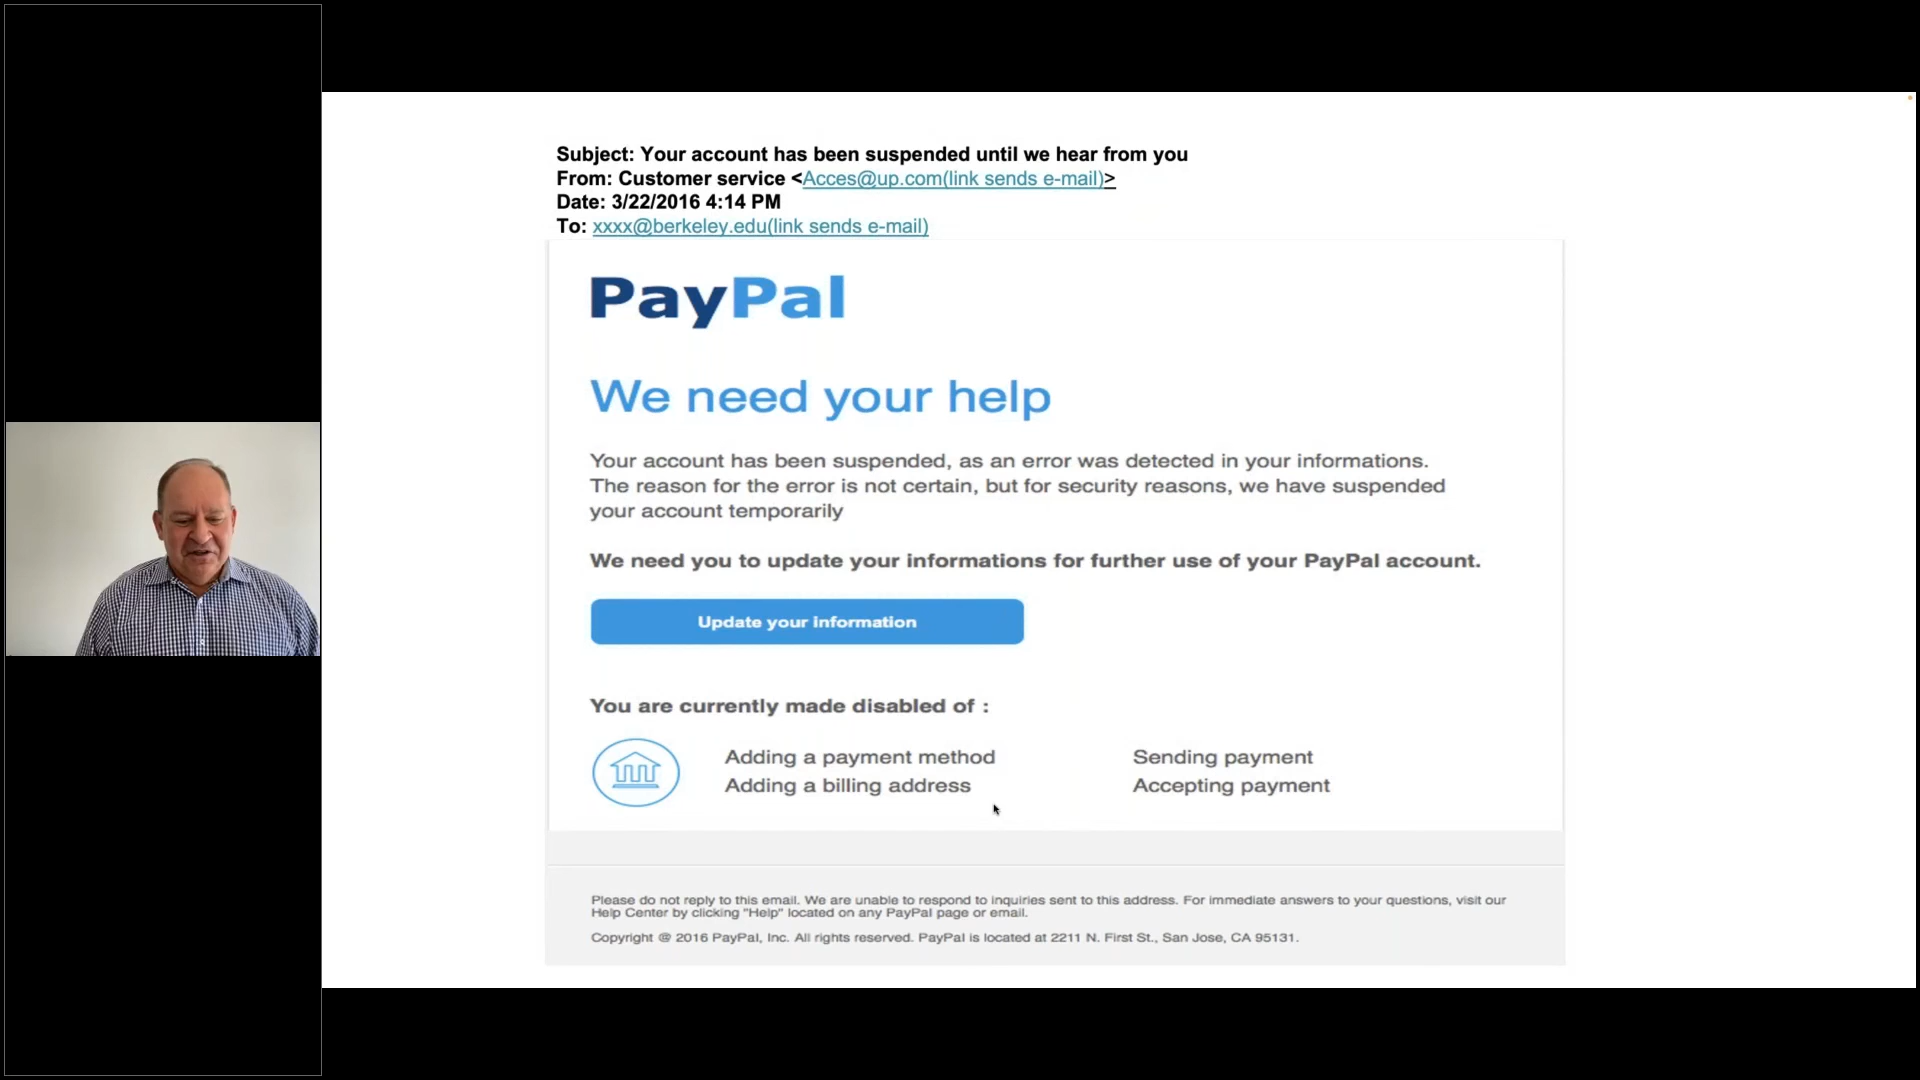 Subject: Your account has been suspended until we hear from you
From: Customer service <Acces@up.com(link sends e-mail)>
Date: 3/22/2016 4:14 PM
To: xxxx@berkeley.edu(link sends e-mail)
PayPal
We need your help
Your account has been suspended, as an error was detected in your informations.
The reason for the error is not certain, but for security reasons, we have suspended
your account temporarily
We need you to update your informations for further use of your PayPal account.
Update your information
You are currently made disabled of :
Adding a payment method
Adding a billing address
Sending payment
Accepting payment
Please do not reply to this email. We are unable to respond to inquiries sent to this address. For immediate answers to your questions, visit our
Help Center by clicking "Help" located on any PayPal page or email.
Copyright @ 2016 PayPal, Inc. All rights reserved. PayPal is located at 2211 N. First St., San Jose, CA 95131.